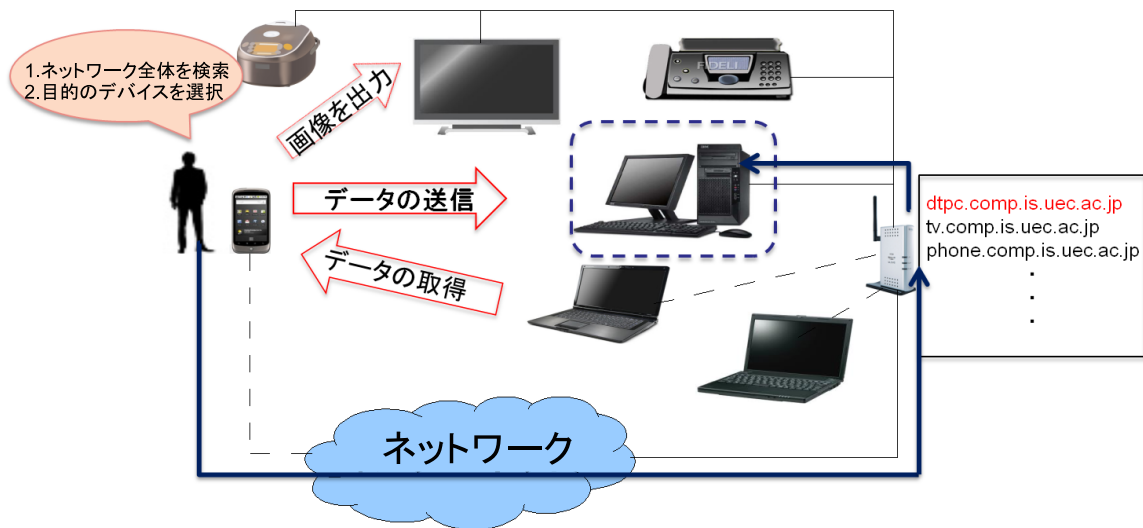 1.ネットワーク全体を検索
2.目的のデバイスを選択
画像を出力
FIDELI
データの送信
データの取得
dtpc.comp.is.uec.ac.jp
tv.comp.is.uec.ac.jp
phone.comp.is.uec.ac.jp
.
.
.
ネットワーク